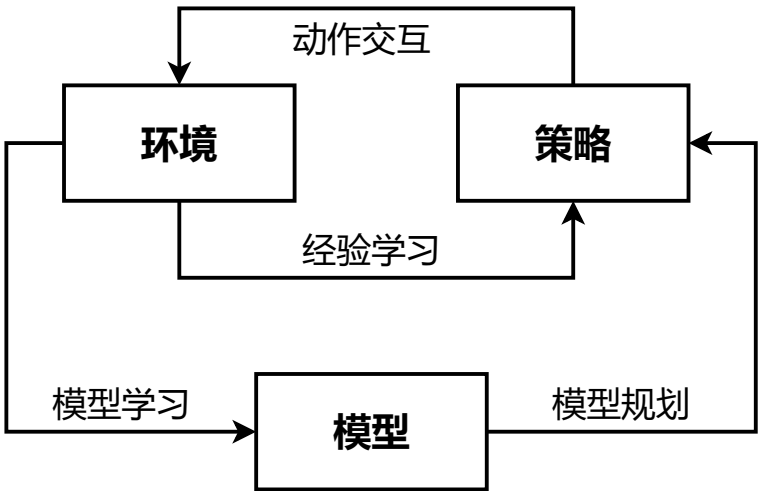 动作交互
环境
策略
经验学习
模型学习
模型
模型规划